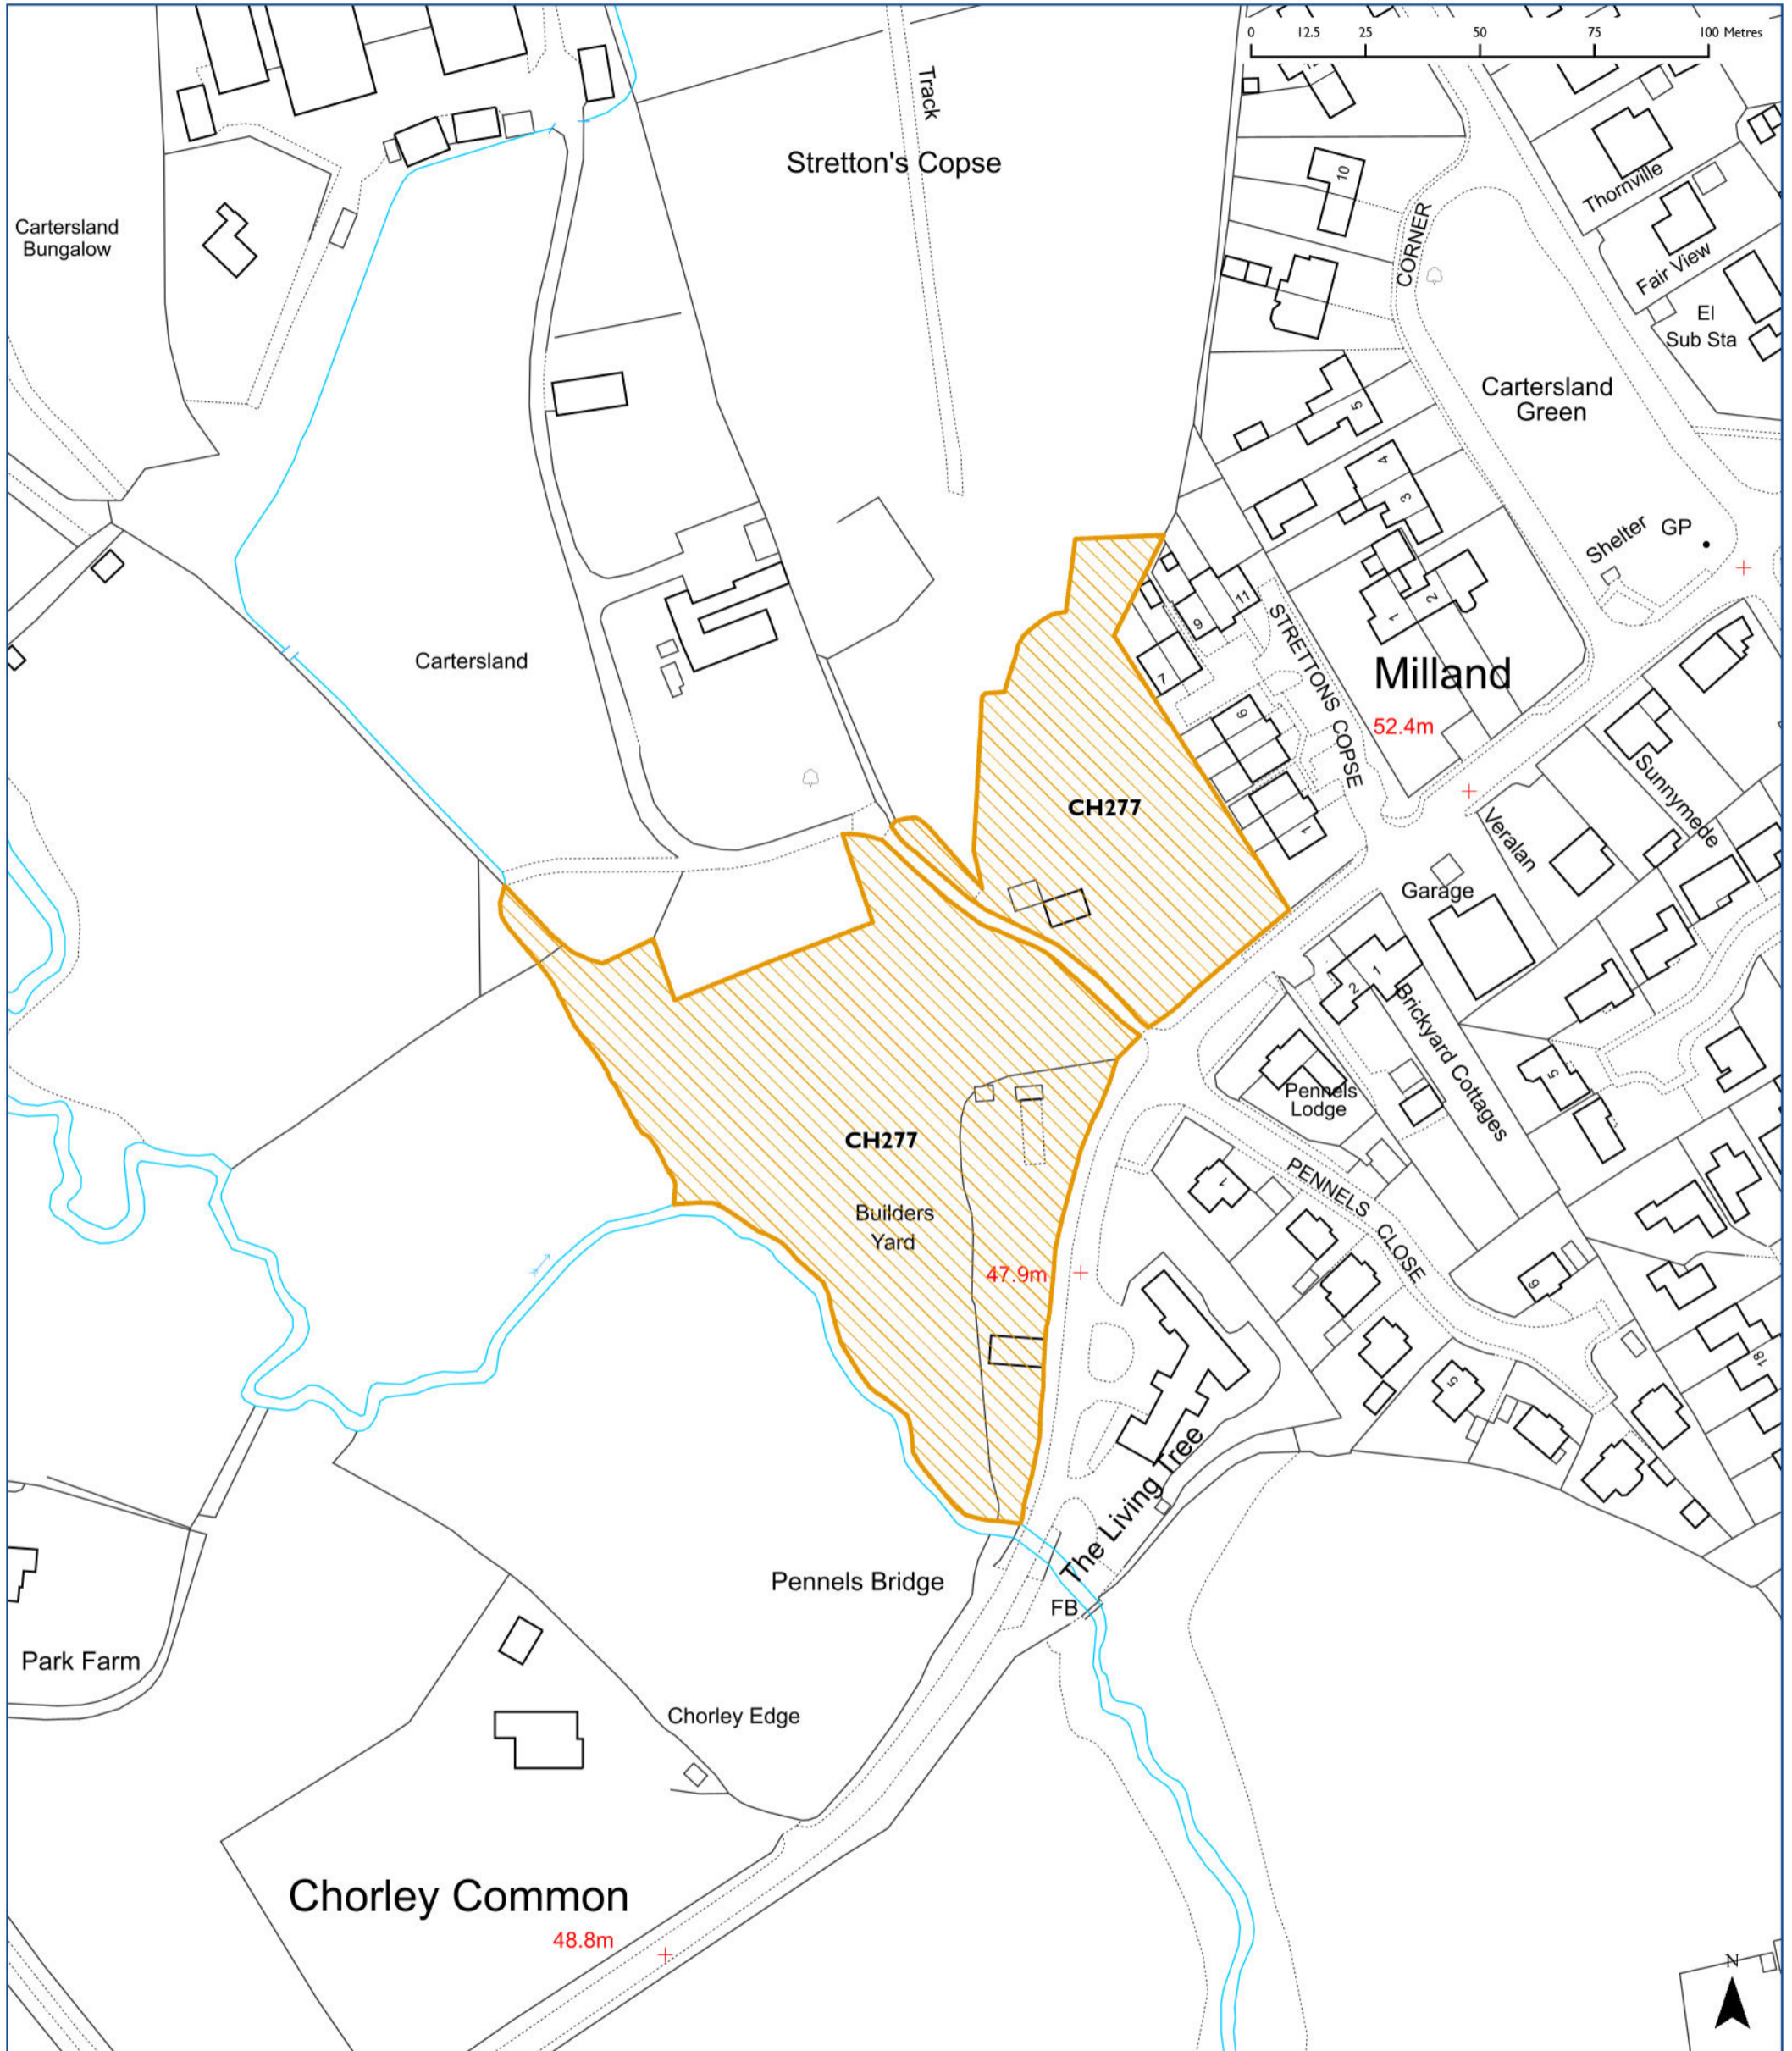 0 12.5 25 50 75 100 Metres
Track
Stretton's Copse
10
CORNER
Thornville
Fair View
El
Sub Sta
Cartersland
Bungalow
Cartersland
Green
5
4
3
Shelter
GP
2
1
11
9
7
STRETTONS COPSE
Milland
52.4m
Cartersland
6
1
CH277
Sunnymede
Veralan
Garage
1
2
Brickyard Cottages
5
Pennels
Lodge
CH277
Builders
Yard
PENNELS CLOSE
1
47.9m
6
18
5
The Living Tree
Pennels Bridge
FB
Park Farm
Chorley Edge
Chorley Common
48.8m
N